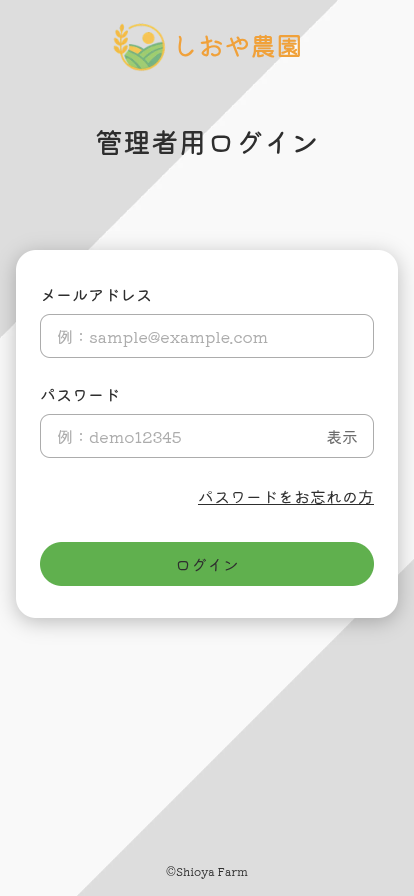 しおや農園
管理者用ログイン
メールアドレス
例：sample@example.com
パスワード
例：demo12345
表示
パスワードをお忘れの方
ログイン
©Shioya Farm